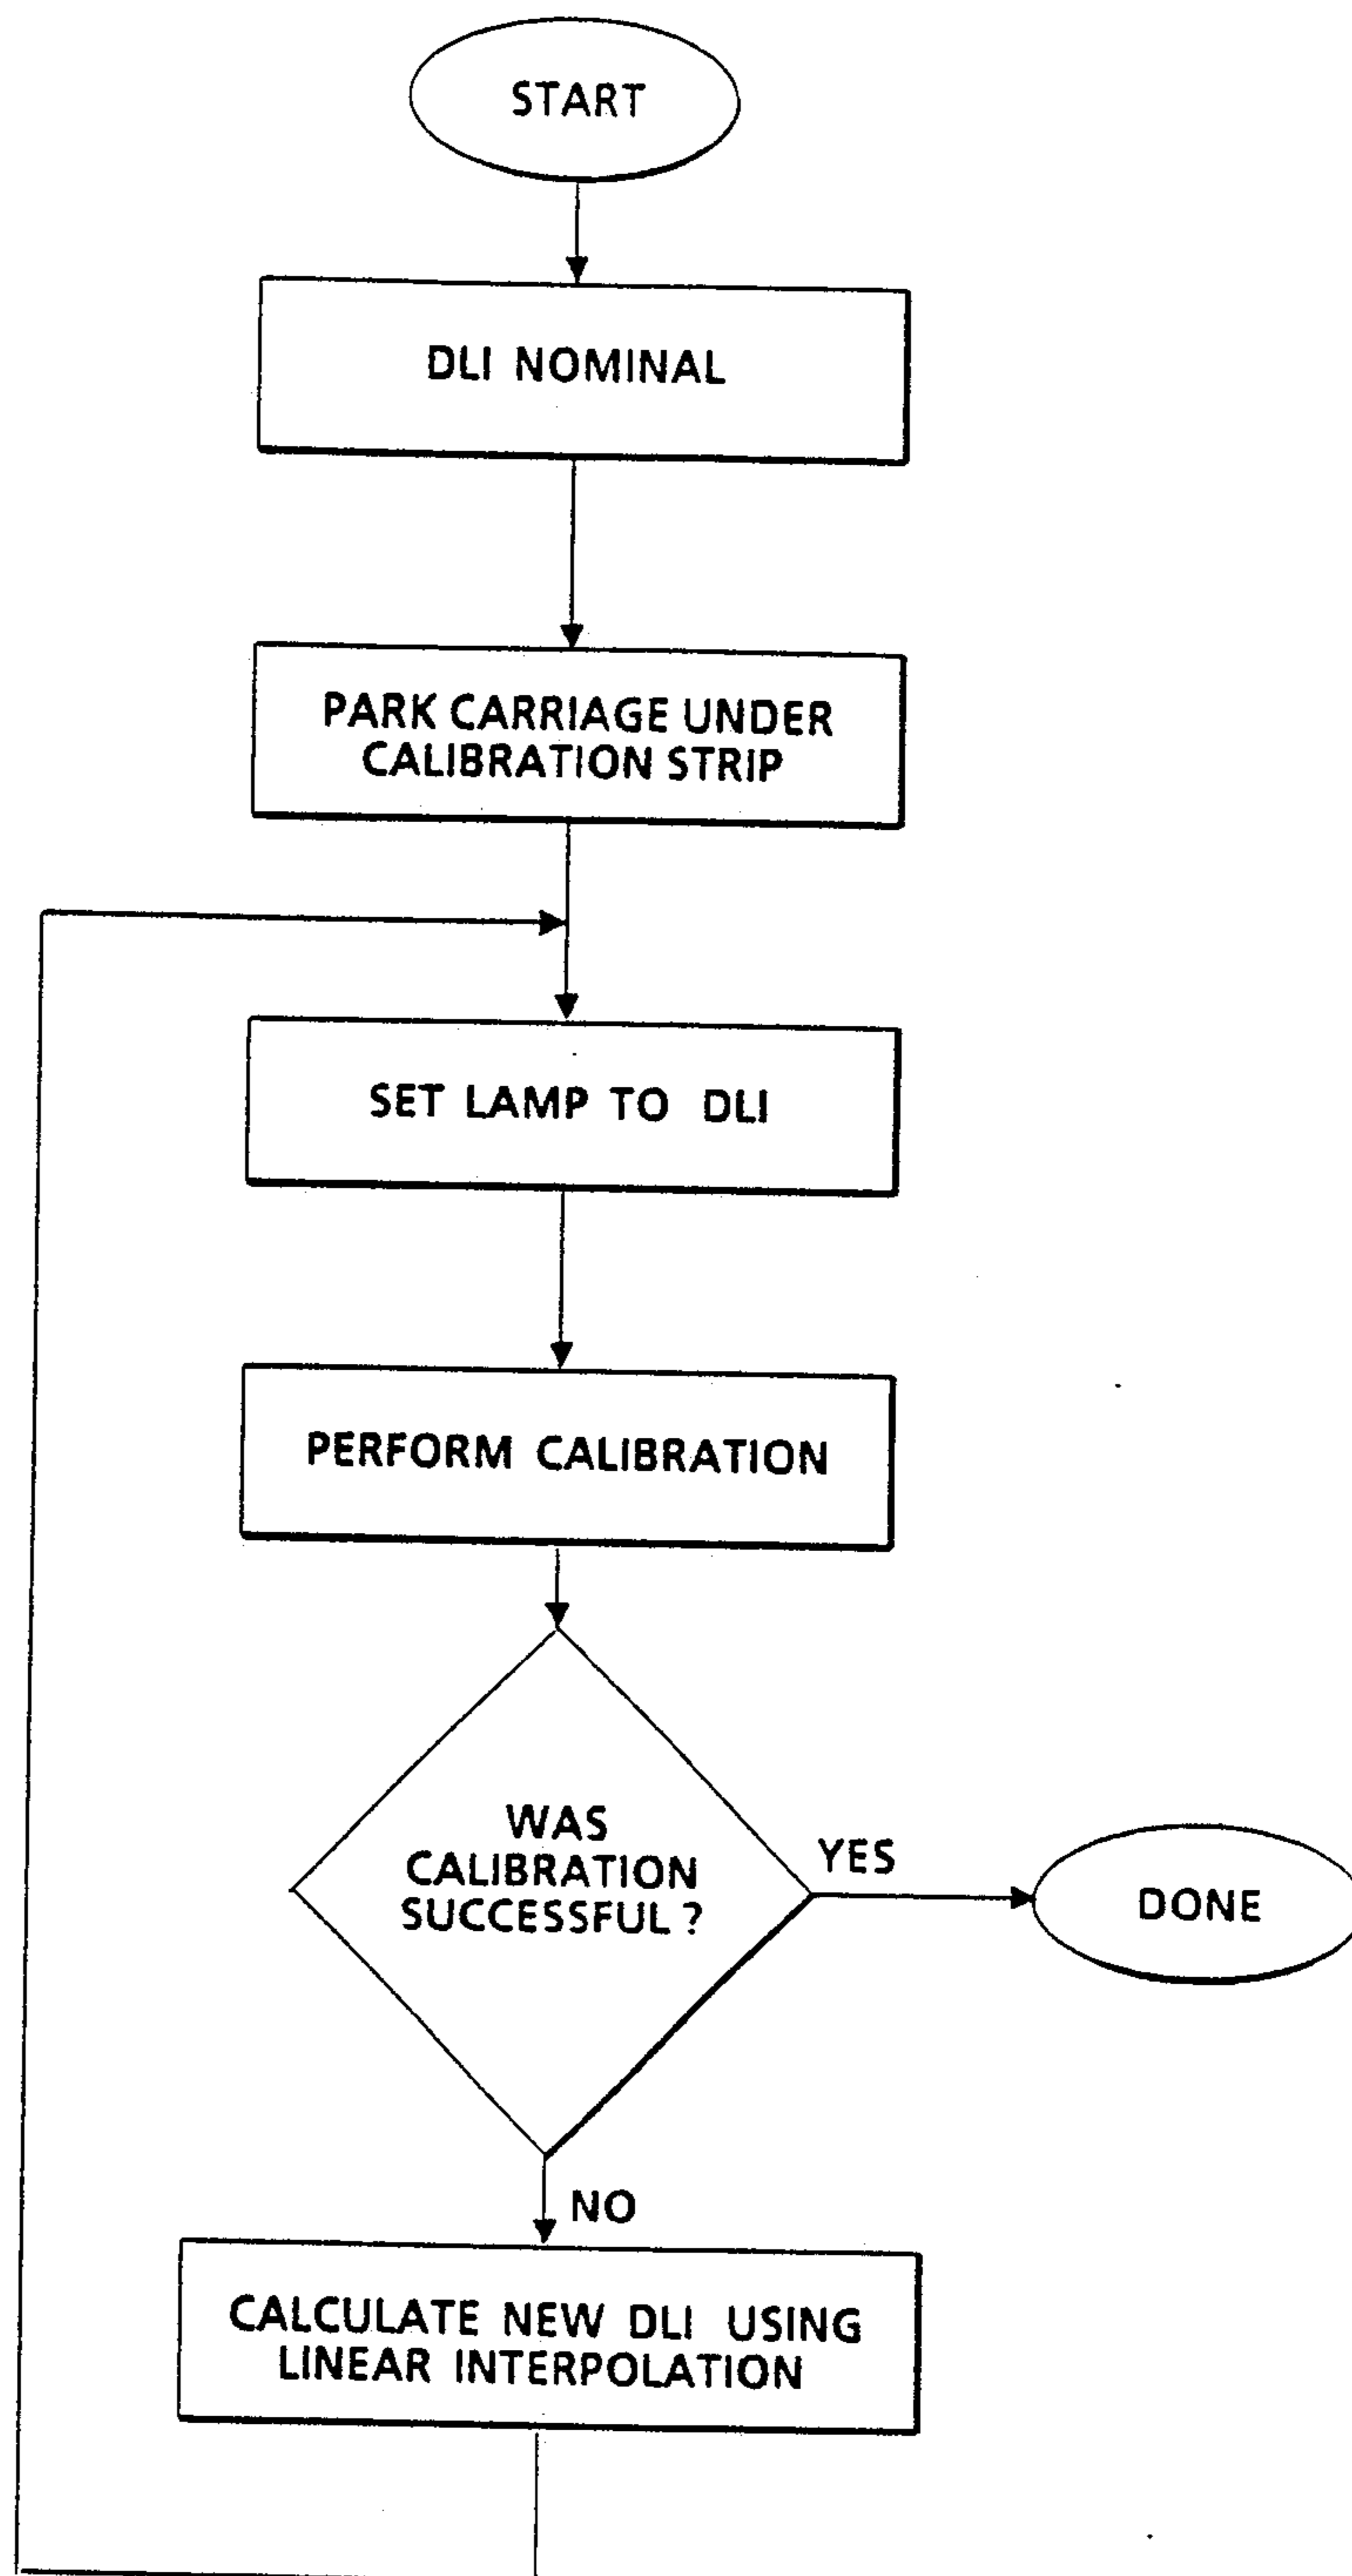 START
DLI NOMINAL
PARK CARRIAGE UNDER
CALIBRATION STRIP
SET LAMP TO DLI
PERFORM CALIBRATION
WAS
CALIBRATION
SUCCESSFUL ?
YES
DONE
NO
CALCULATE NEW DLI USING
LINEAR INTERPOLATION